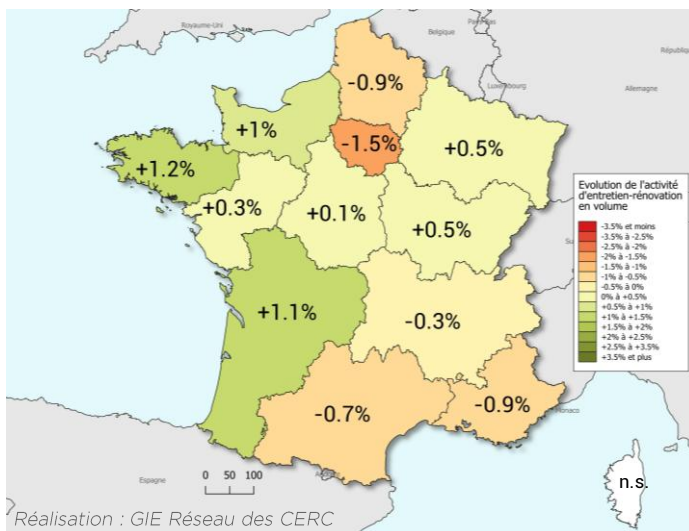 Royaume-Uni
Belgique
Pays-Bas
Luxembourg
Allemagne
-0.9%
+1%
-1.5%
+0.5%
+1.2%
+0.3%
+0.1%
+0.5%
Evolution de l'activité
d'entretien-rénovation
en volume
-3.5% et moins
-3.5% à -2.5%
-2.5% à -2%
-2% à -1.5%
-1.5% à -1%
-1% à -0.5%
-0.5% à 0%
0% à +0.5%
+0.5% à +1%
+1% à +1.5%
+1.5% à +2%
+2% à +2.5%
+2.5% à +3.5%
+3.5% et plus
+1.1%
-0.3%
-0.7%
-0.9%
Monaco
n.s.
Espagne
0 50 100
Réalisation : GIE Réseau des CERC